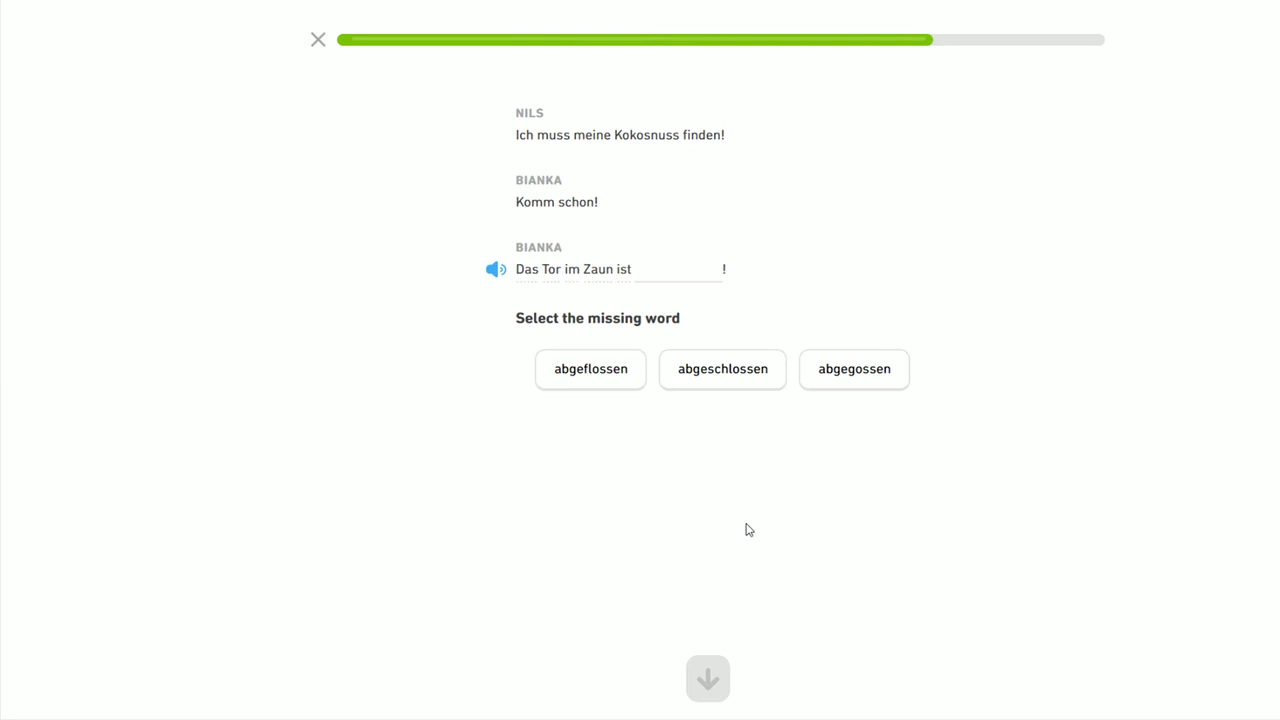 NILS
Ich muss meine Kokosnuss finden!
BIANKA
Komm schon!
BIANKA
Das Tor im Zaun ist !
Select the missing word
abgeflossen abgeschlossen abgegossen